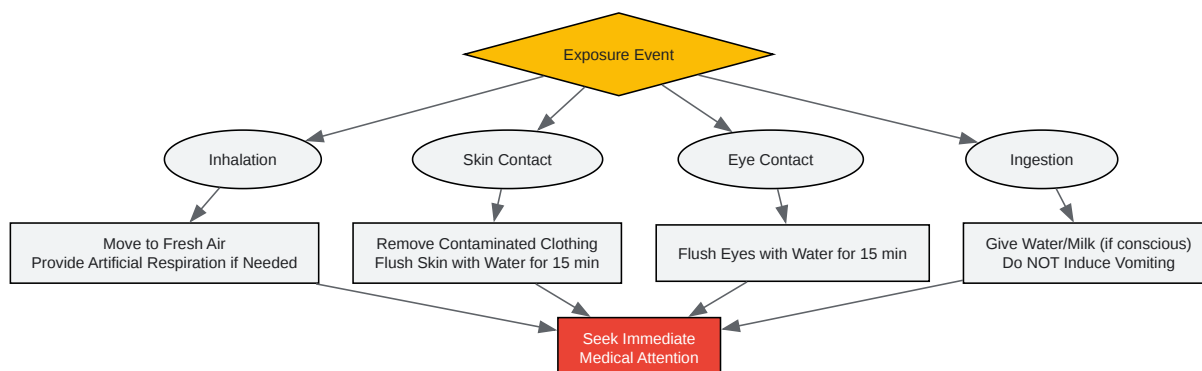 Exposure Event
Inhalation
Skin Contact
Eye Contact
Ingestion
Move to Fresh Air
Provide Artificial Respiration if Needed
Remove Contaminated Clothing
Flush Skin with Water for 15 min
Flush Eyes with Water for 15 min
Give Water/Milk (if conscious)
Do NOT Induce Vomiting
Seek Immediate
Medical Attention